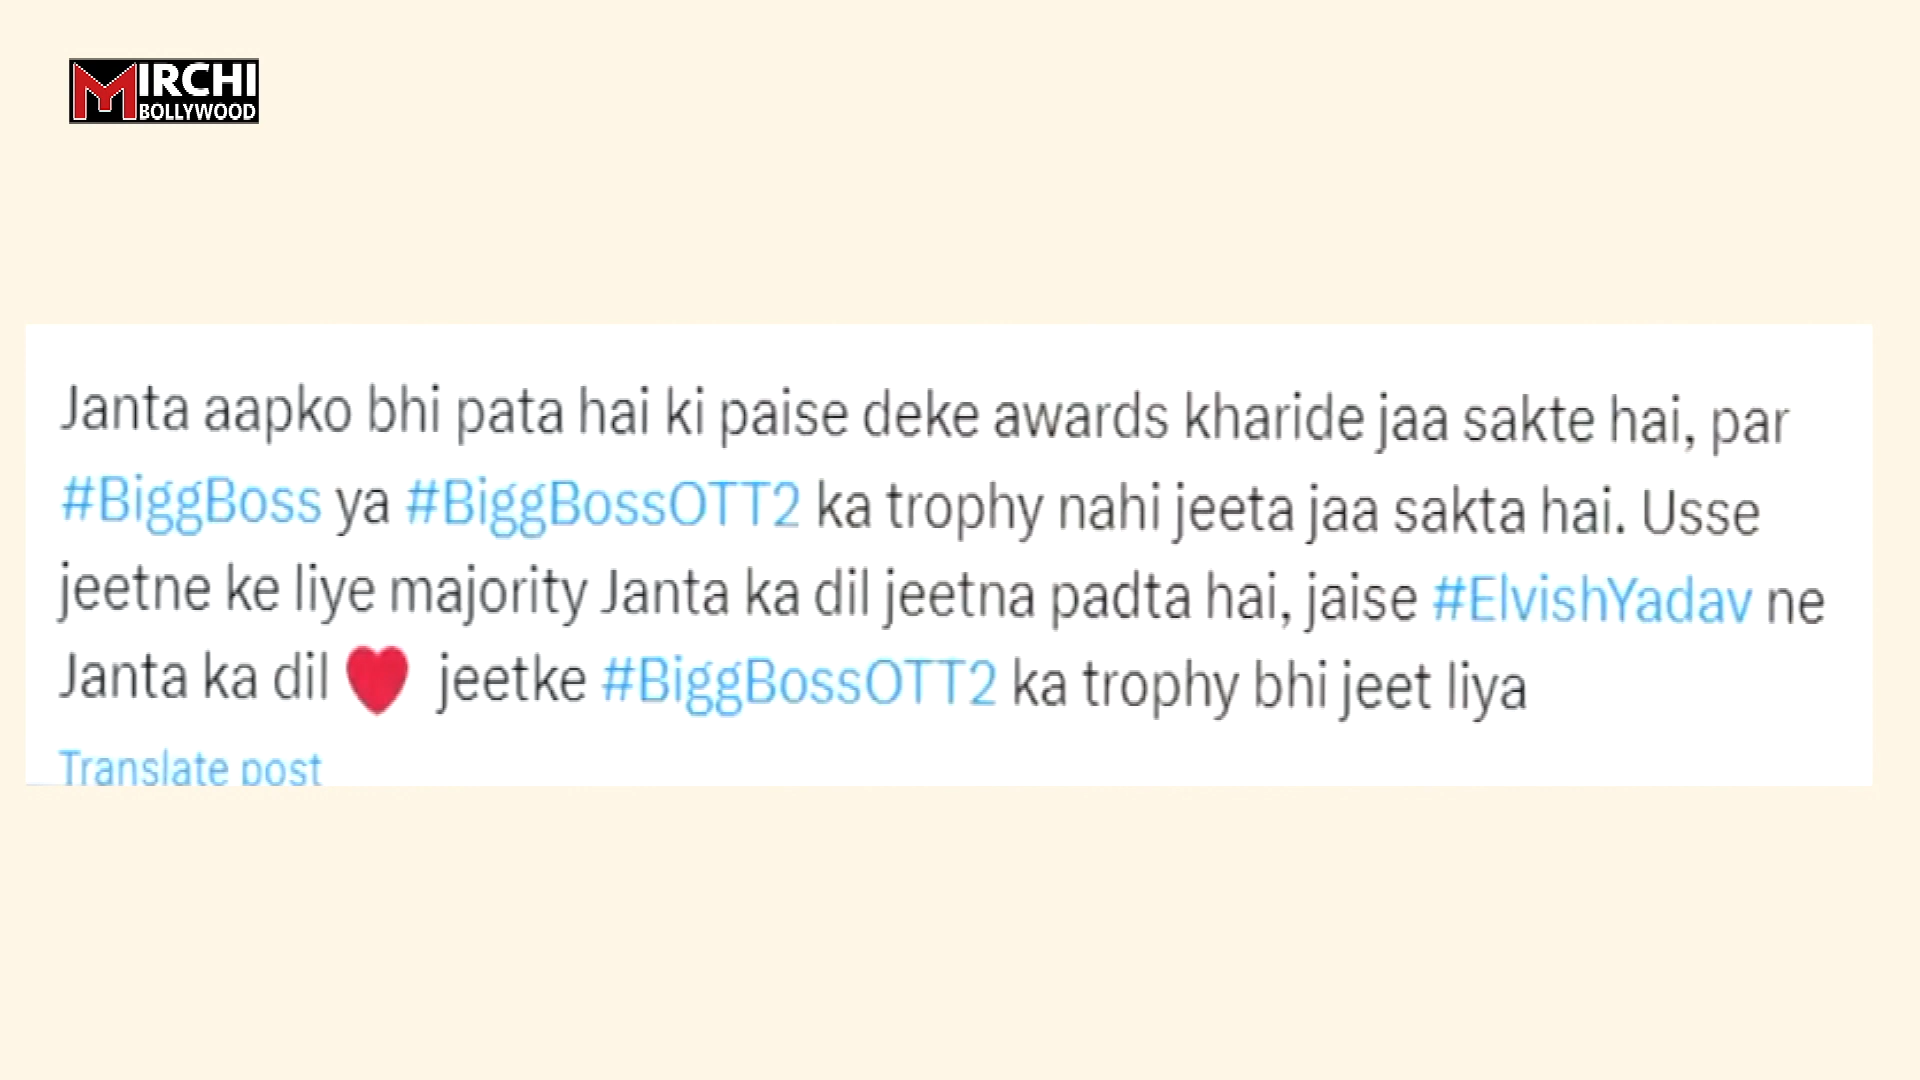 MIRCHI
BOLLYWOOD
Janta aapko bhi pata hai ki paise deke awards kharide jaa sakte hai, par
#BiggBoss ya #BiggBossOTT2 ka trophy nahi jeeta jaa sakta hai. Usse
jeetne ke liye majority Janta ka dil jeetna padta hai, jaise #ElvishYadav ne
Janta ka dil ❤️ jeetke #BiggBossOTT2 ka trophy bhi jeet liya
Translate post